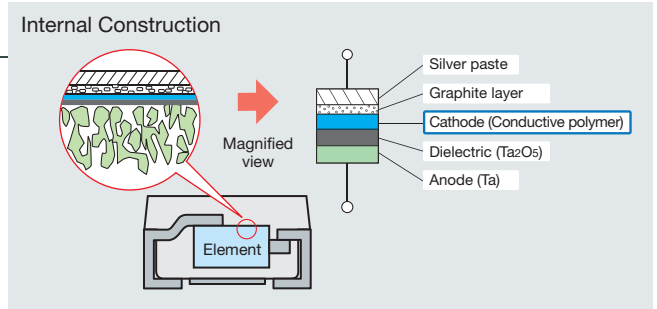 Internal Construction
Silver paste
Graphite layer
Cathode (Conductive polymer)
Dielectric (Ta2O5)
Anode (Ta)
Magnified
view
Element